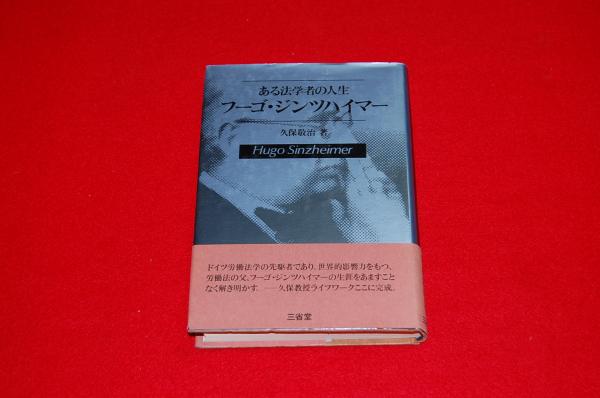 ある法学者の人生
フーゴ・ジンツハイマー
久保敬治 著
Hugo Sinzheimer
ドイツ労働法学の先駆者であり、世界的影響力をもつ、
労働法の父、フーゴ・ジンツハイマーの生涯をあますこと
なく解き明かす。――久保教授ライフワークここに完成。
三省堂